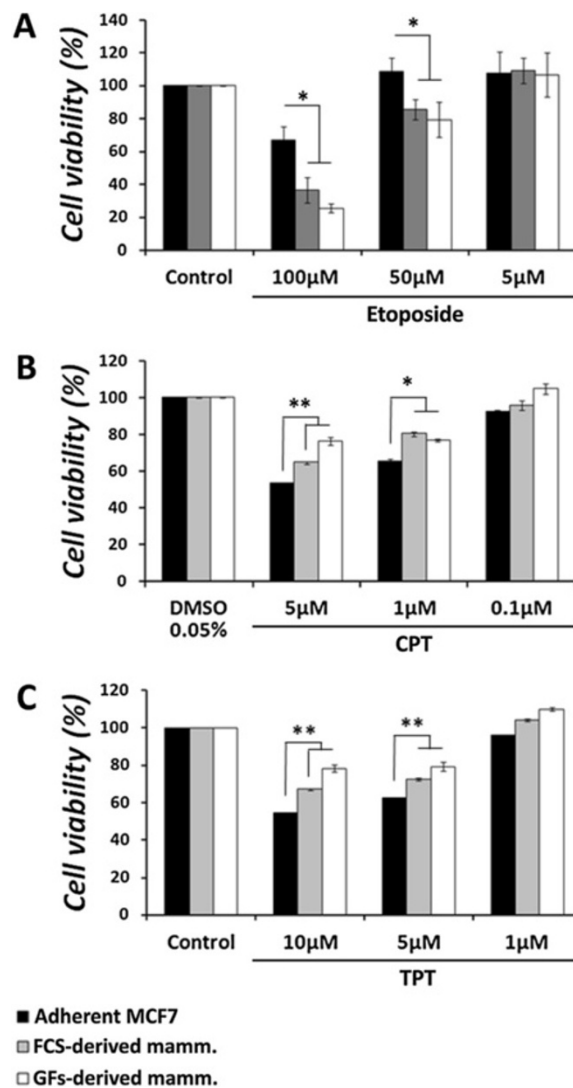 A
Cell viability (%)
140
120
100
80
60
40
20
0
*
*
Control 100µM 50µM 5µM
Etoposide
B
Cell viability (%)
120
100
80
60
40
20
0
**
*
DMSO 5µM 1µM 0.1µM
0.05%
CPT
C
Cell viability (%)
120
100
80
60
40
20
0
**
**
Control 10µM 5µM 1µM
TPT
Adherent MCF7
FCS-derived mamm.
GFs-derived mamm.